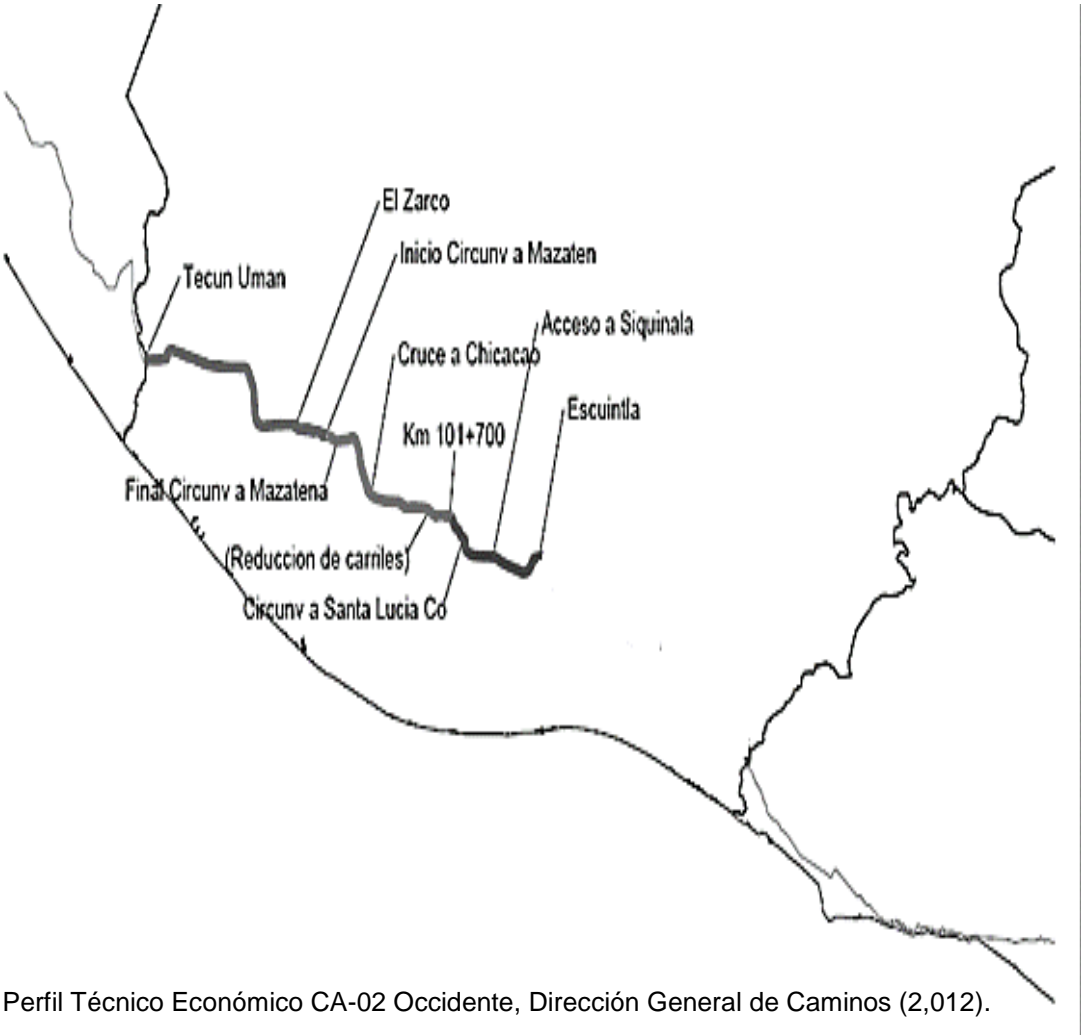 El Zarco
Inicio Circunv a Mazaten
Tecun Uman
Acceso a Siquinala
Cruce a Chicacao
Escuintla
Km 101+700
Final Circunv a Mazatena
(Reduccion de carriles)
Circunv a Santa Lucia Co
Perfil Técnico Económico CA-02 Occidente, Dirección General de Caminos (2,012).